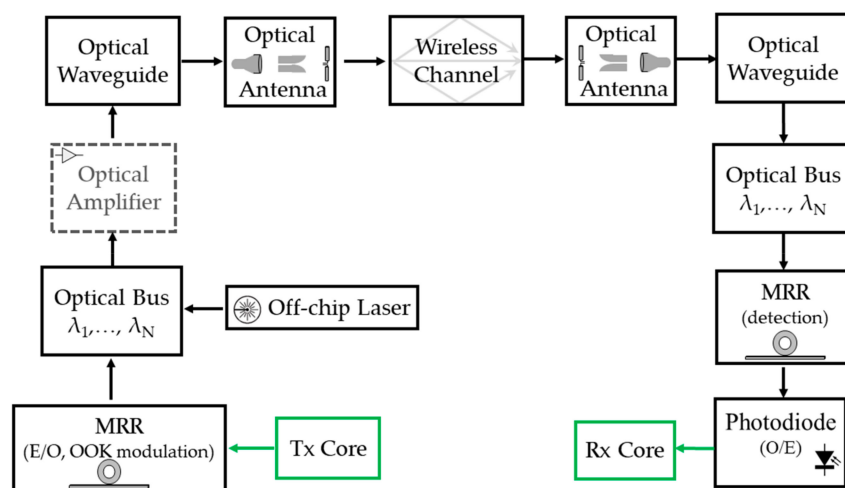 Optical
Waveguide
Optical
Antenna
Wireless
Channel
Optical
Antenna
Optical
Waveguide
Optical
Amplifier
Optical Bus
λ1,..., λN
Optical Bus
λ1,..., λN
Off-chip Laser
MRR
(detection)
MRR
(E/O, OOK modulation)
Tx Core
Rx Core
Photodiode
(O/E)